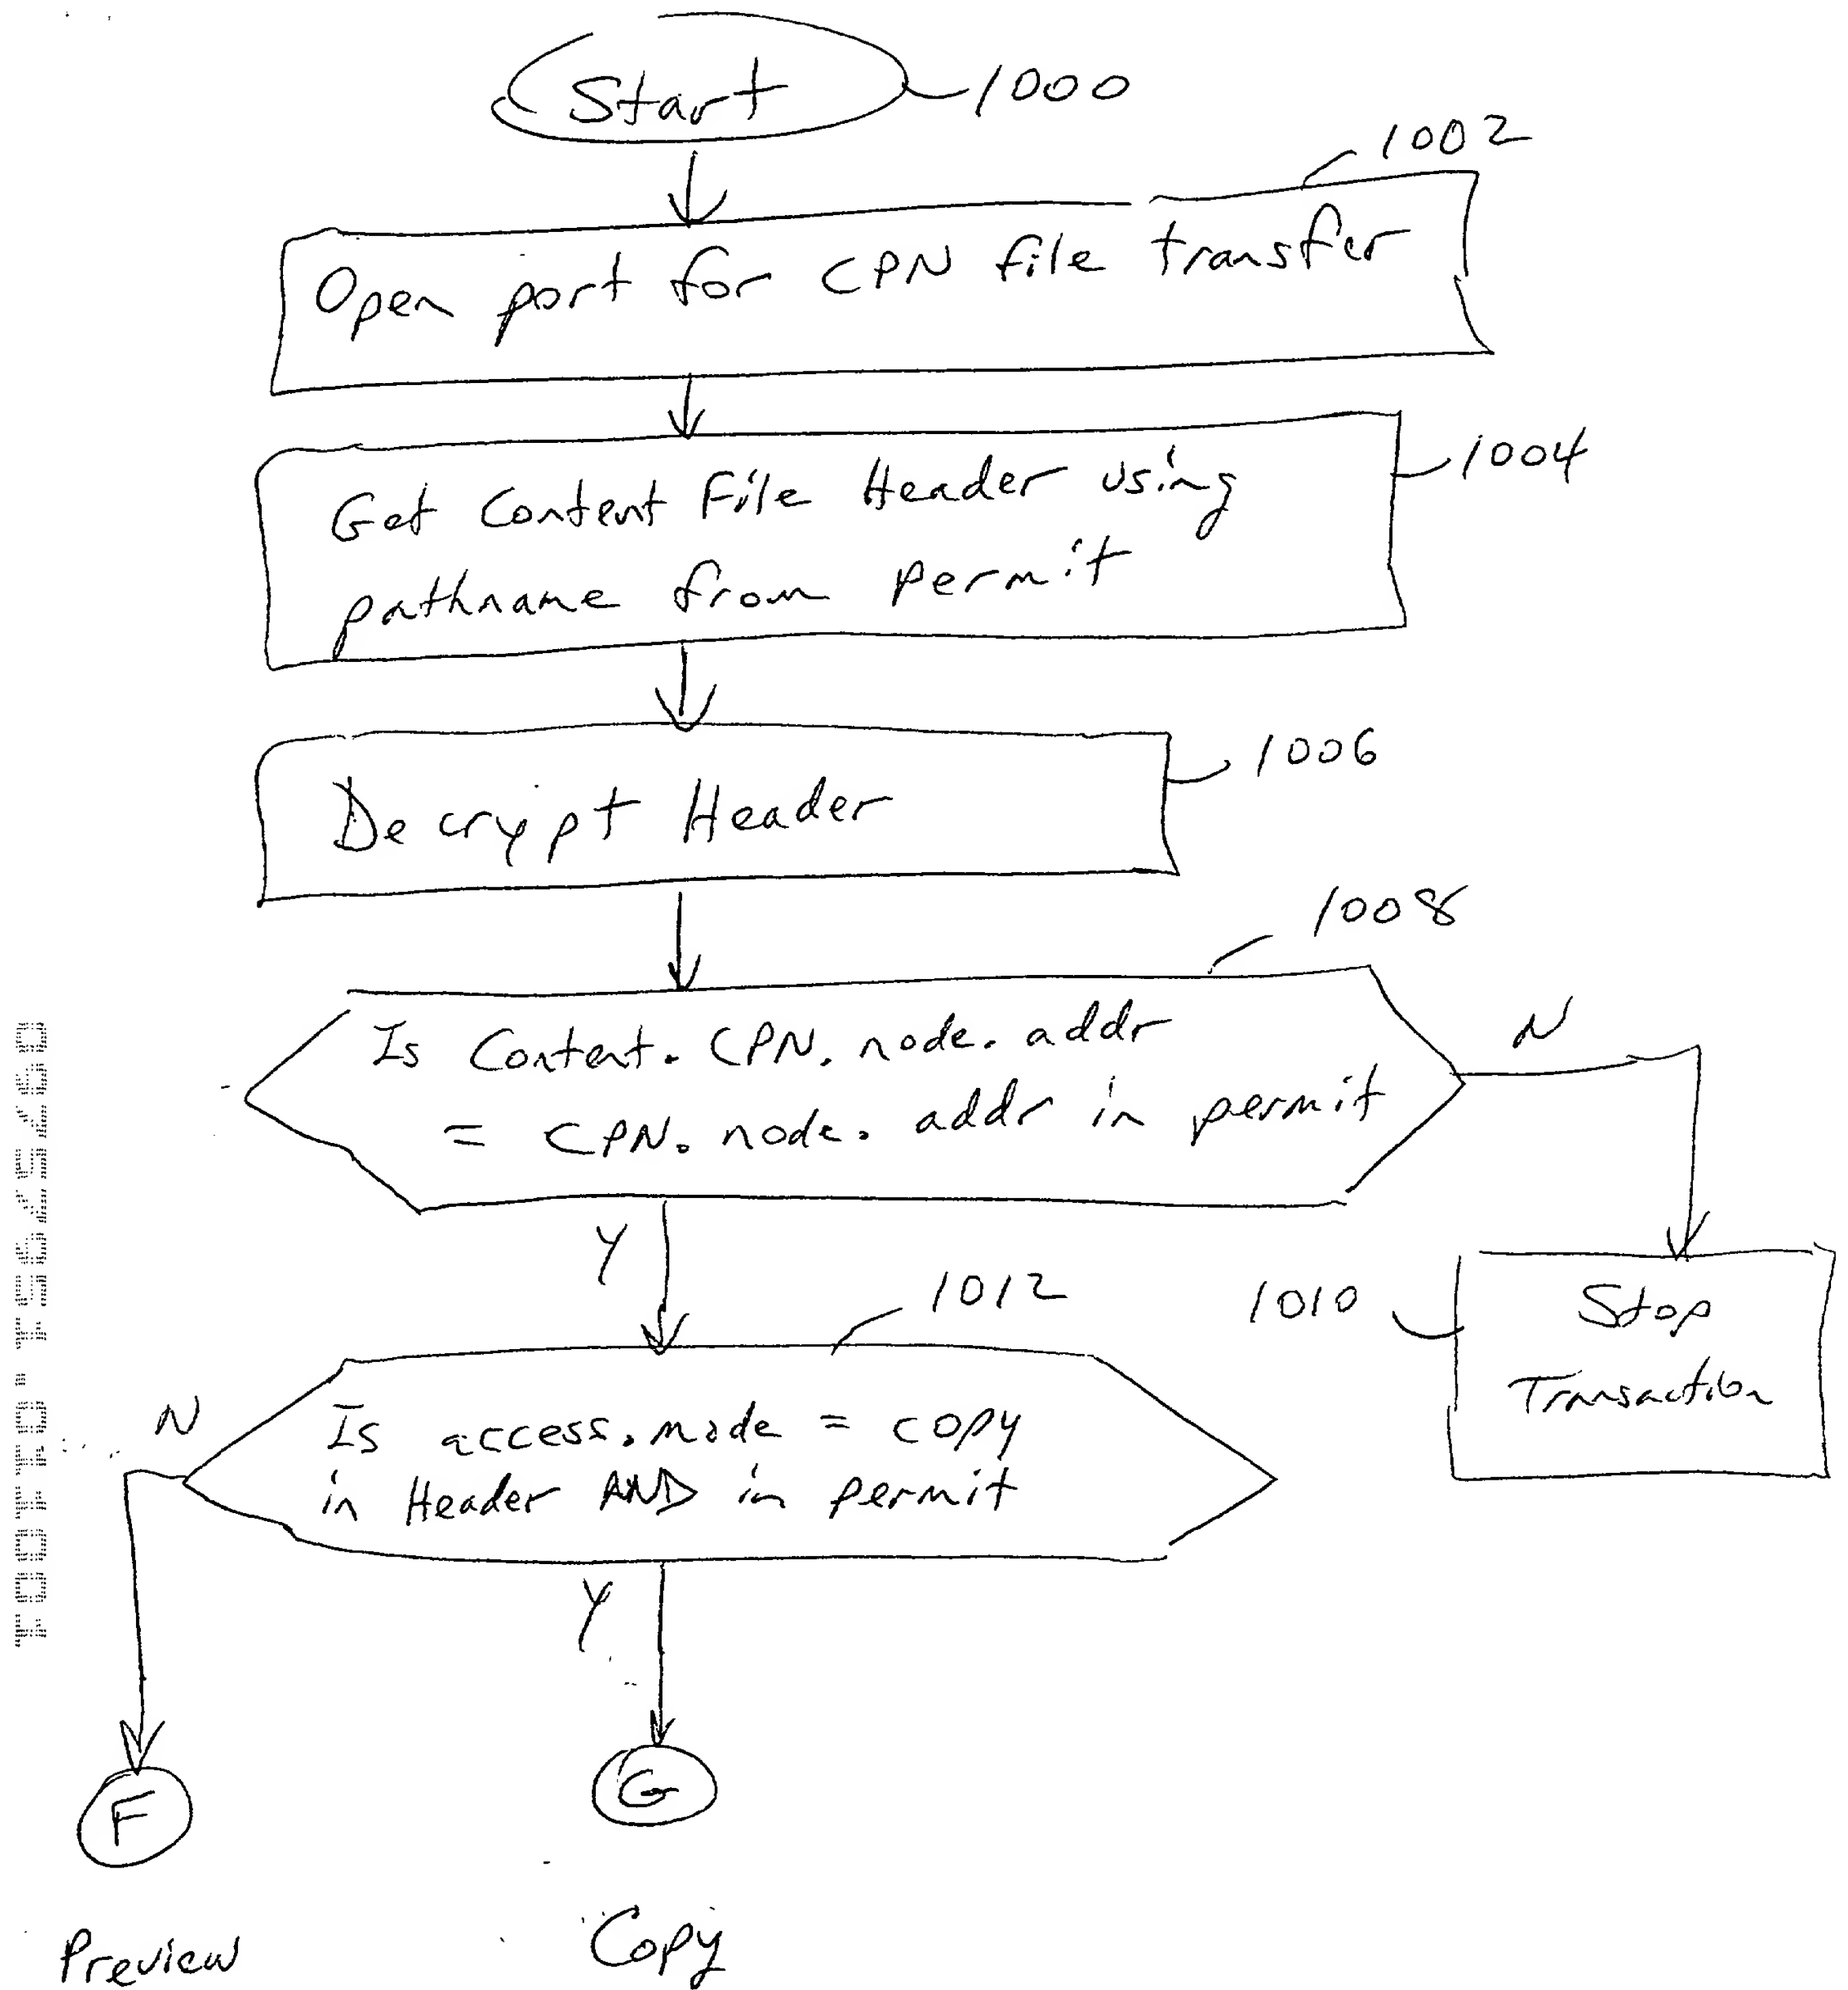 Start
1000
1002
Open port for CPN file transfer
1004
Get Content File Header using
pathname from permit
1006
Decrypt Header
1008
Is Content. CPN. node. addr
= CPN. node. addr in permit
N
Y
1012
1010
Stop
Transaction
N
Is access.mode = copy
in Header AND in permit
Y
F
G
Preview
Copy